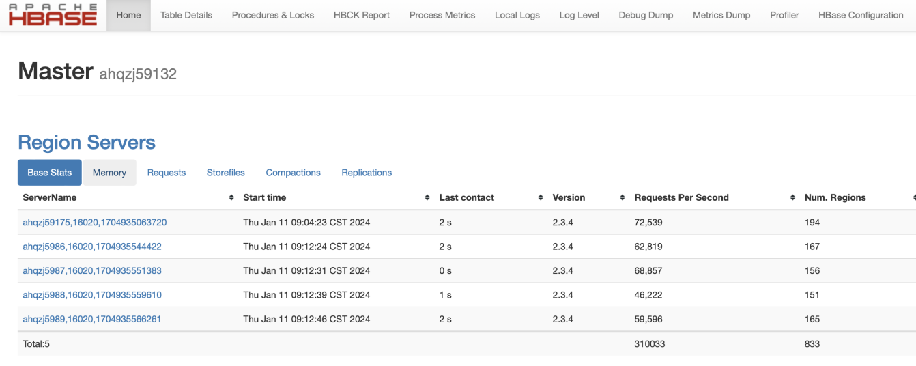 APACHE
HBASE Home Table Details Procedures & Locks HBCK Report Process Metrics Local Logs Log Level Debug Dump Metrics Dump Profiler HBase Configuration
Master ahqzj59132
Region Servers
Base Stats Memory Requests Storefiles Compactions Replications
ServerName Start time Last contact Version Requests Per Second Num. Regions
ahqzj59175,16020,1704935063720 Thu Jan 11 09:04:23 CST 2024 2 s 2.3.4 72,539 194
ahqzj5986,16020,1704935544422 Thu Jan 11 09:12:24 CST 2024 2 s 2.3.4 62,819 167
ahqzj5987,16020,1704935551383 Thu Jan 11 09:12:31 CST 2024 0 s 2.3.4 68,857 156
ahqzj5988,16020,1704935559610 Thu Jan 11 09:12:39 CST 2024 1 s 2.3.4 46,222 151
ahqzj5989,16020,1704935566261 Thu Jan 11 09:12:46 CST 2024 2 s 2.3.4 59,596 165
Total:5 310033 833